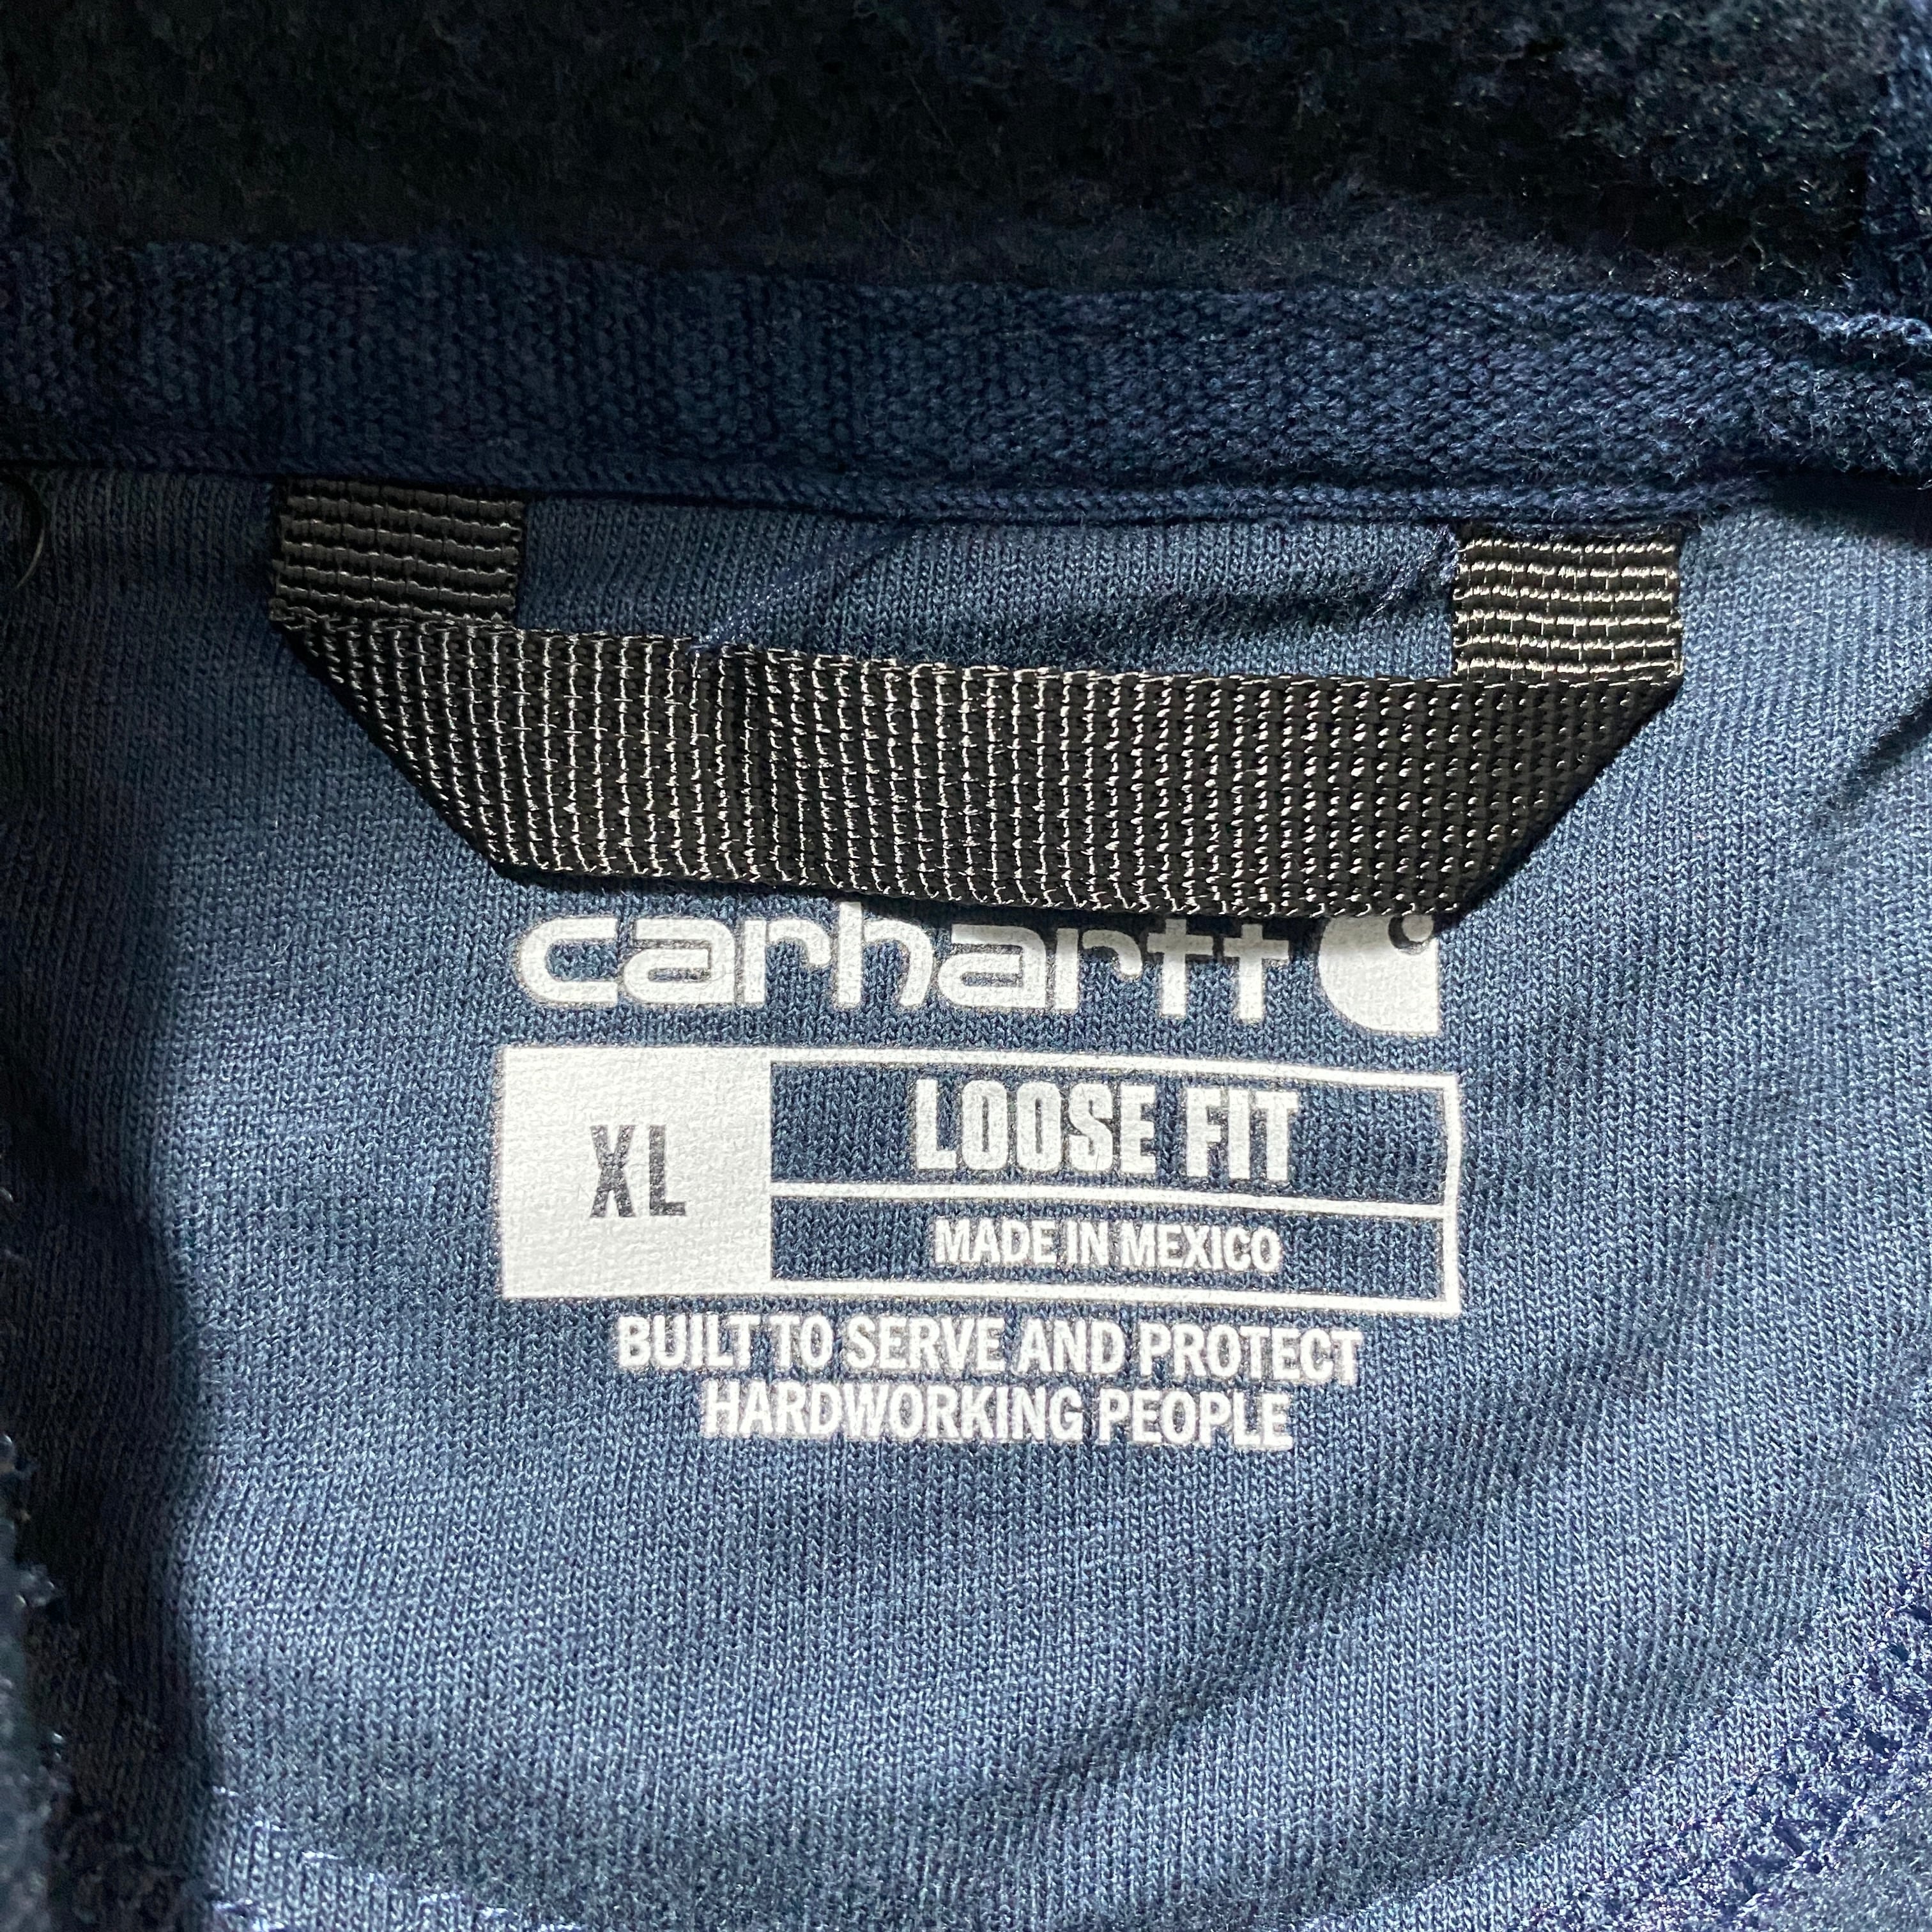 carhartt
XL
LOOSE FIT
MADE IN MEXICO
BUILT TO SERVE AND PROTECT
HARDWORKING PEOPLE